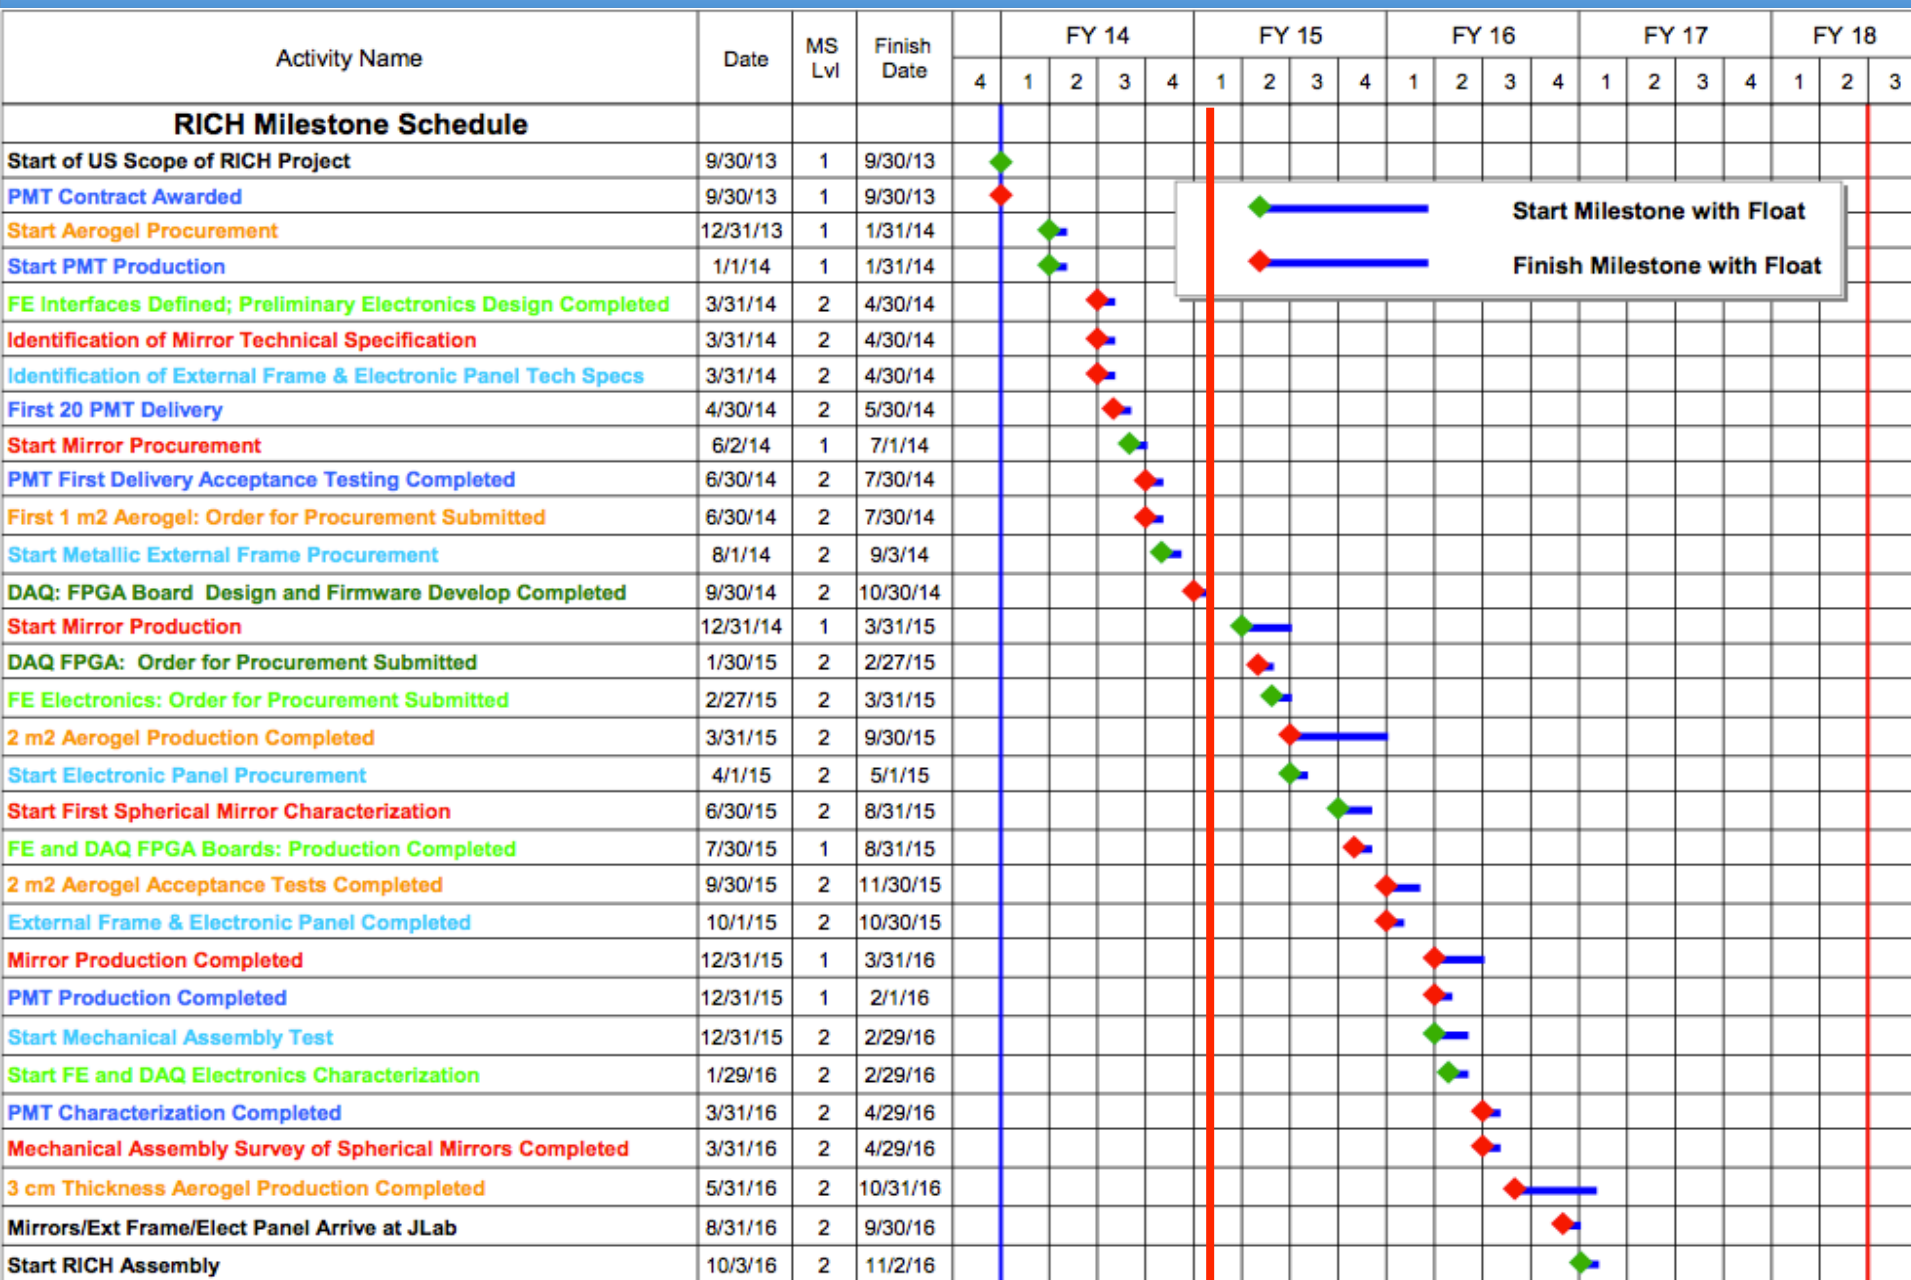 Activity Name Date MS Lvl Finish Date FY 14 FY 15 FY 16 FY 17 FY 18
4 1 2 3 4 1 2 3 4 1 2 3 4 1 2 3 4 1 2 3
RICH Milestone Schedule
Start of US Scope of RICH Project 9/30/13 1 9/30/13
PMT Contract Awarded 9/30/13 1 9/30/13
Start Milestone with Float
Start Aerogel Procurement 12/31/13 1 1/31/14
Start PMT Production 1/1/14 1 1/31/14
Finish Milestone with Float
FE Interfaces Defined; Preliminary Electronics Design Completed 3/31/14 2 4/30/14
Identification of Mirror Technical Specification 3/31/14 2 4/30/14
Identification of External Frame & Electronic Panel Tech Specs 3/31/14 2 4/30/14
First 20 PMT Delivery 4/30/14 2 5/30/14
Start Mirror Procurement 6/2/14 1 7/1/14
PMT First Delivery Acceptance Testing Completed 6/30/14 2 7/30/14
First 1 m2 Aerogel: Order for Procurement Submitted 6/30/14 2 7/30/14
Start Metallic External Frame Procurement 8/1/14 2 9/3/14
DAQ: FPGA Board Design and Firmware Develop Completed 9/30/14 2 10/30/14
Start Mirror Production 12/31/14 1 3/31/15
DAQ FPGA: Order for Procurement Submitted 1/30/15 2 2/27/15
FE Electronics: Order for Procurement Submitted 2/27/15 2 3/31/15
2 m2 Aerogel Production Completed 3/31/15 2 9/30/15
Start Electronic Panel Procurement 4/1/15 2 5/1/15
Start First Spherical Mirror Characterization 6/30/15 2 8/31/15
FE and DAQ FPGA Boards: Production Completed 7/30/15 1 8/31/15
2 m2 Aerogel Acceptance Tests Completed 9/30/15 2 11/30/15
External Frame & Electronic Panel Completed 10/1/15 2 10/30/15
Mirror Production Completed 12/31/15 1 3/31/16
PMT Production Completed 12/31/15 1 2/1/16
Start Mechanical Assembly Test 12/31/15 2 2/29/16
Start FE and DAQ Electronics Characterization 1/29/16 2 2/29/16
PMT Characterization Completed 3/31/16 2 4/29/16
Mechanical Assembly Survey of Spherical Mirrors Completed 3/31/16 2 4/29/16
3 cm Thickness Aerogel Production Completed 5/31/16 2 10/31/16
Mirrors/Ext Frame/Elect Panel Arrive at JLab 8/31/16 2 9/30/16
Start RICH Assembly 10/3/16 2 11/2/16